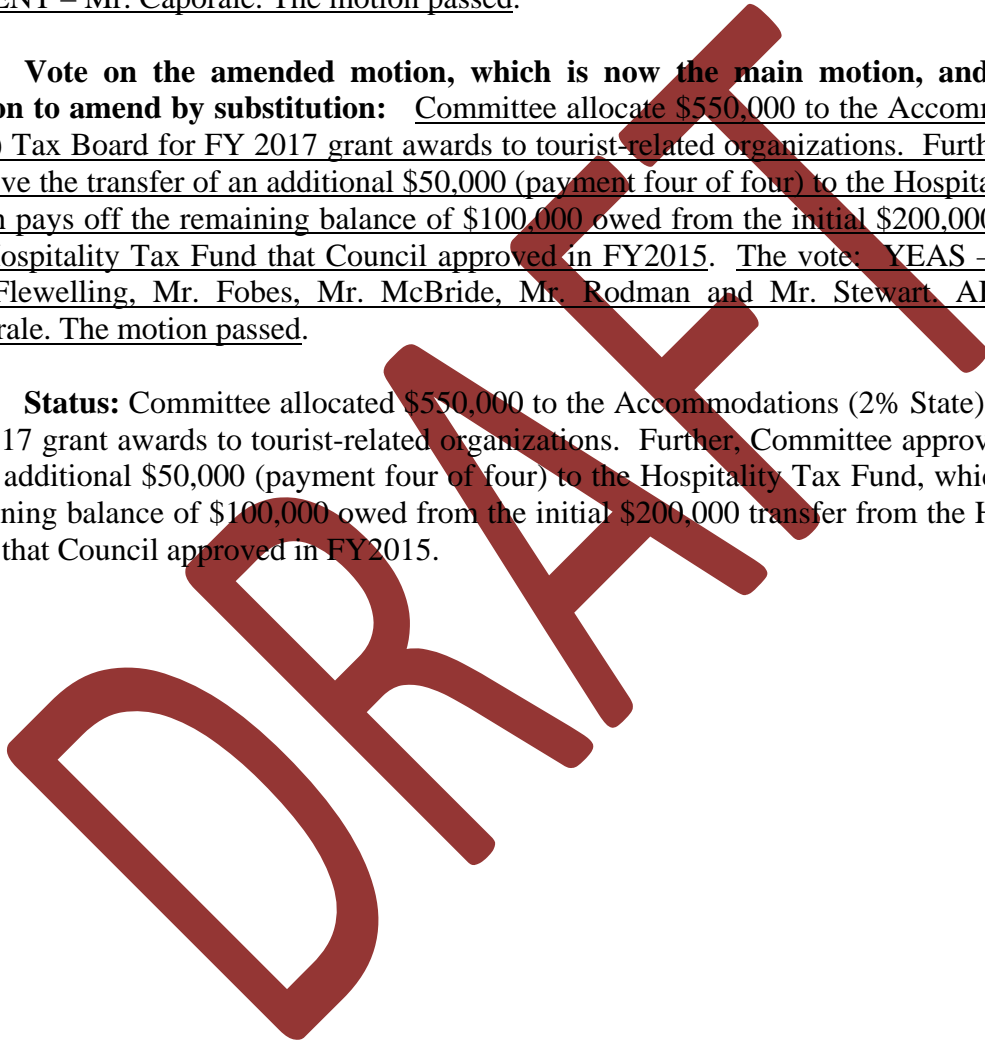 ENT – Mr. Caporale. The motion passed.
Vote on the amended motion, which is now the main motion, and
on to amend by substitution: Committee allocate $550,000 to the Accomm
) Tax Board for FY 2017 grant awards to tourist-related organizations. Furth
ve the transfer of an additional $50,000 (payment four of four) to the Hospita
h pays off the remaining balance of $100,000 owed from the initial $200,000
Hospitality Tax Fund that Council approved in FY2015. The vote: YEAS –
Flewelling, Mr. Fobes, Mr. McBride, Mr. Rodman and Mr. Stewart. A
rale. The motion passed.
Status: Committee allocated $550,000 to the Accommodations (2% State)
17 grant awards to tourist-related organizations. Further, Committee approv
additional $50,000 (payment four of four) to the Hospitality Tax Fund, whic
ning balance of $100,000 owed from the initial $200,000 transfer from the H
that Council approved in FY2015.
DRAFT